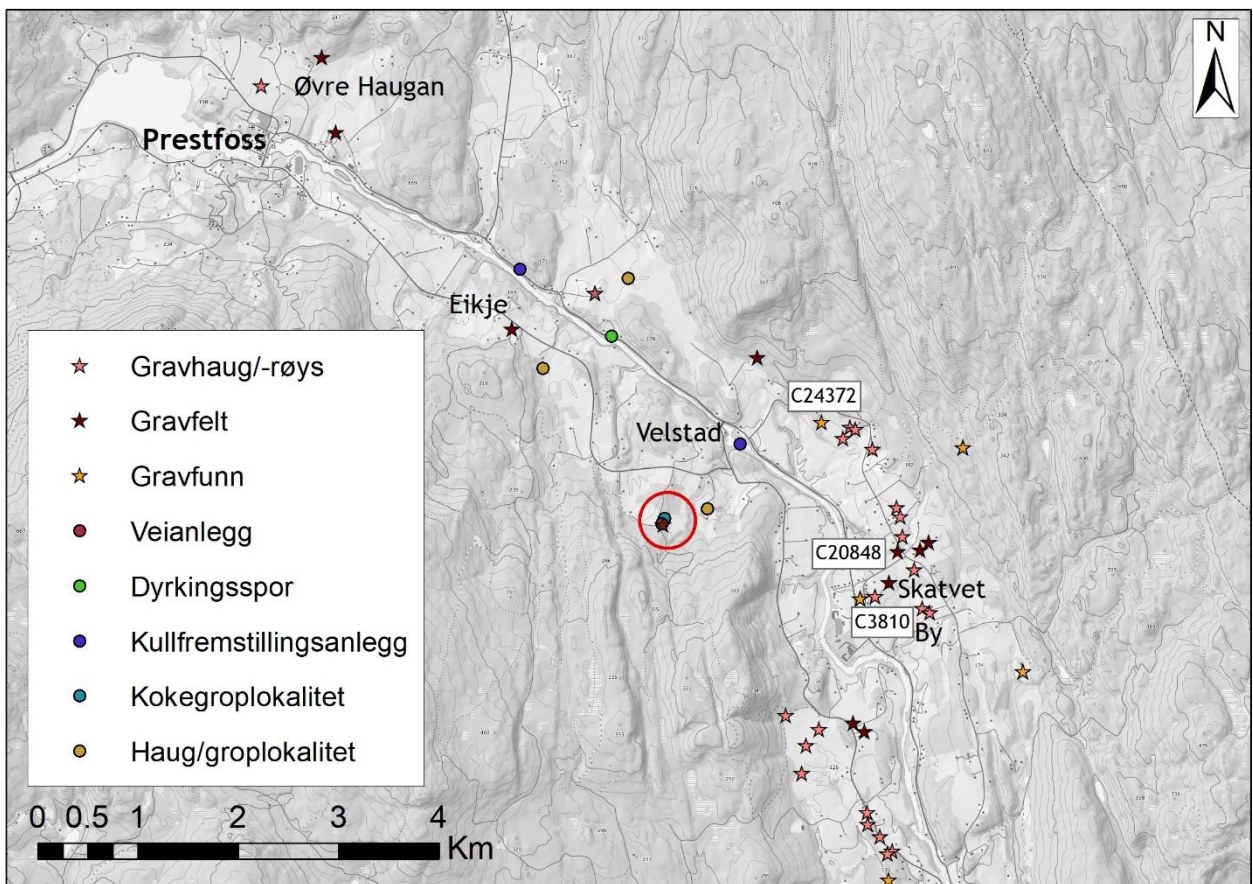 N
Øvre Haugan
Prestfoss
Eikje
C24372
Velstad
C20848
Skatvet
C3810
By
Gravhaug/-røys
Gravfelt
Gravfunn
Veianlegg
Dyrkingsspor
Kullfremstillingsanlegg
Kokegroplokalitet
Haug/groplokalitet
0 0.5 1 2 3 4
Km